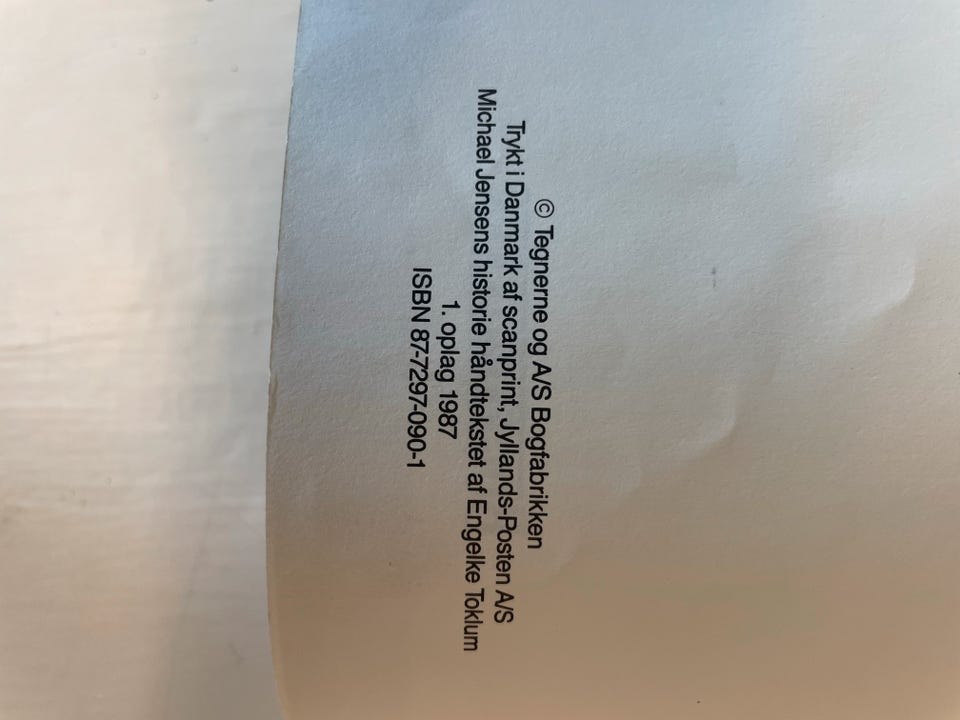 © Tegnerne og A/S Bogfabrikken
Trykt i Danmark af scanprint, Jyllands-Posten A/S
Michael Jensens historie håndtekstet af Engelke Toklum
1. oplag 1987
ISBN 87-7297-090-1